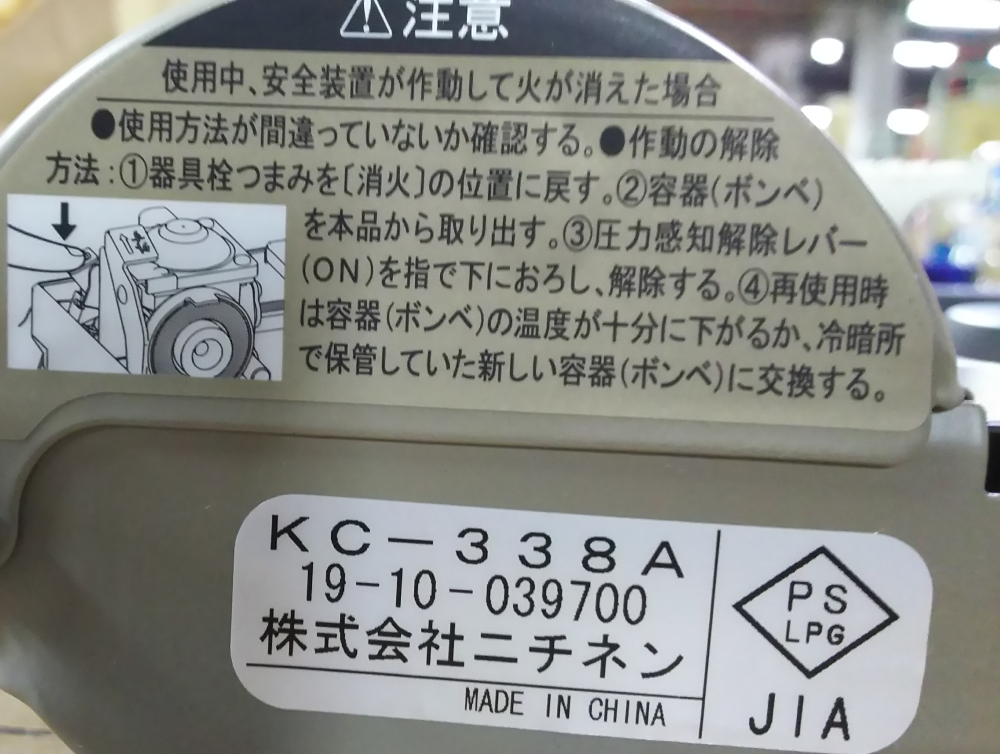 注意
使用中、安全装置が作動して火が消えた場合
●使用方法が間違っていないか確認する。●作動の解除
方法：①器具栓つまみを〔消火〕の位置に戻す。②容器(ボンベ)
を本品から取り出す。③圧力感知解除レバー
(ON)を指で下におろし、解除する。④再使用時
は容器(ボンベ)の温度が十分に下がるか、冷暗所
で保管していた新しい容器(ボンベ)に交換する。
KC－338A
19-10-039700
株式会社ニチネン
MADE IN CHINA
PS
LPG
JIA